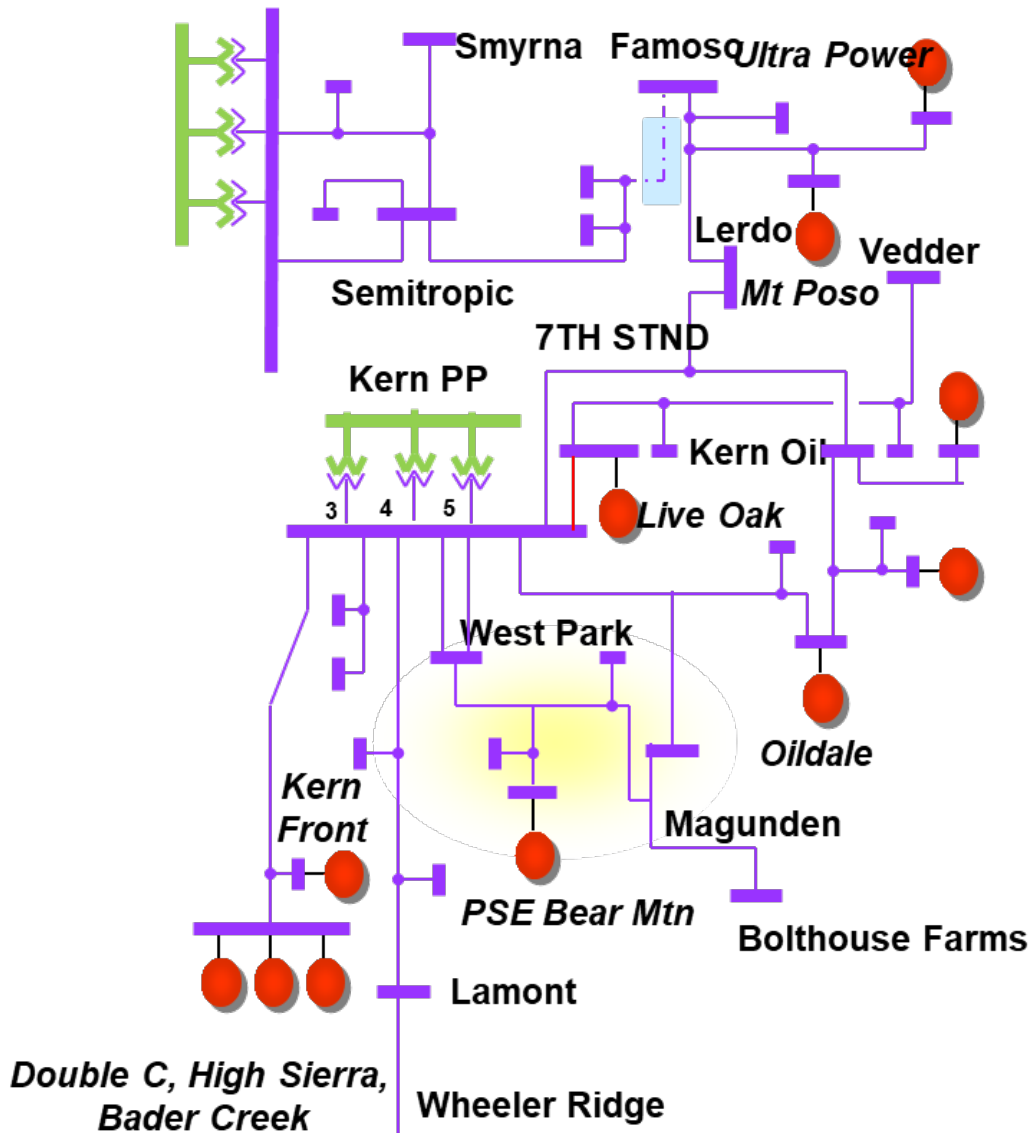 Smyrna
Famoso
Ultra Power
Lerdo
Vedder
Semitropic
Mt Poso
7TH STND
Kern PP
Kern Oil
3
4
5
Live Oak
West Park
Oildale
Kern
Front
Magunden
PSE Bear Mtn
Bolthouse Farms
Lamont
Double C, High Sierra,
Bader Creek
Wheeler Ridge